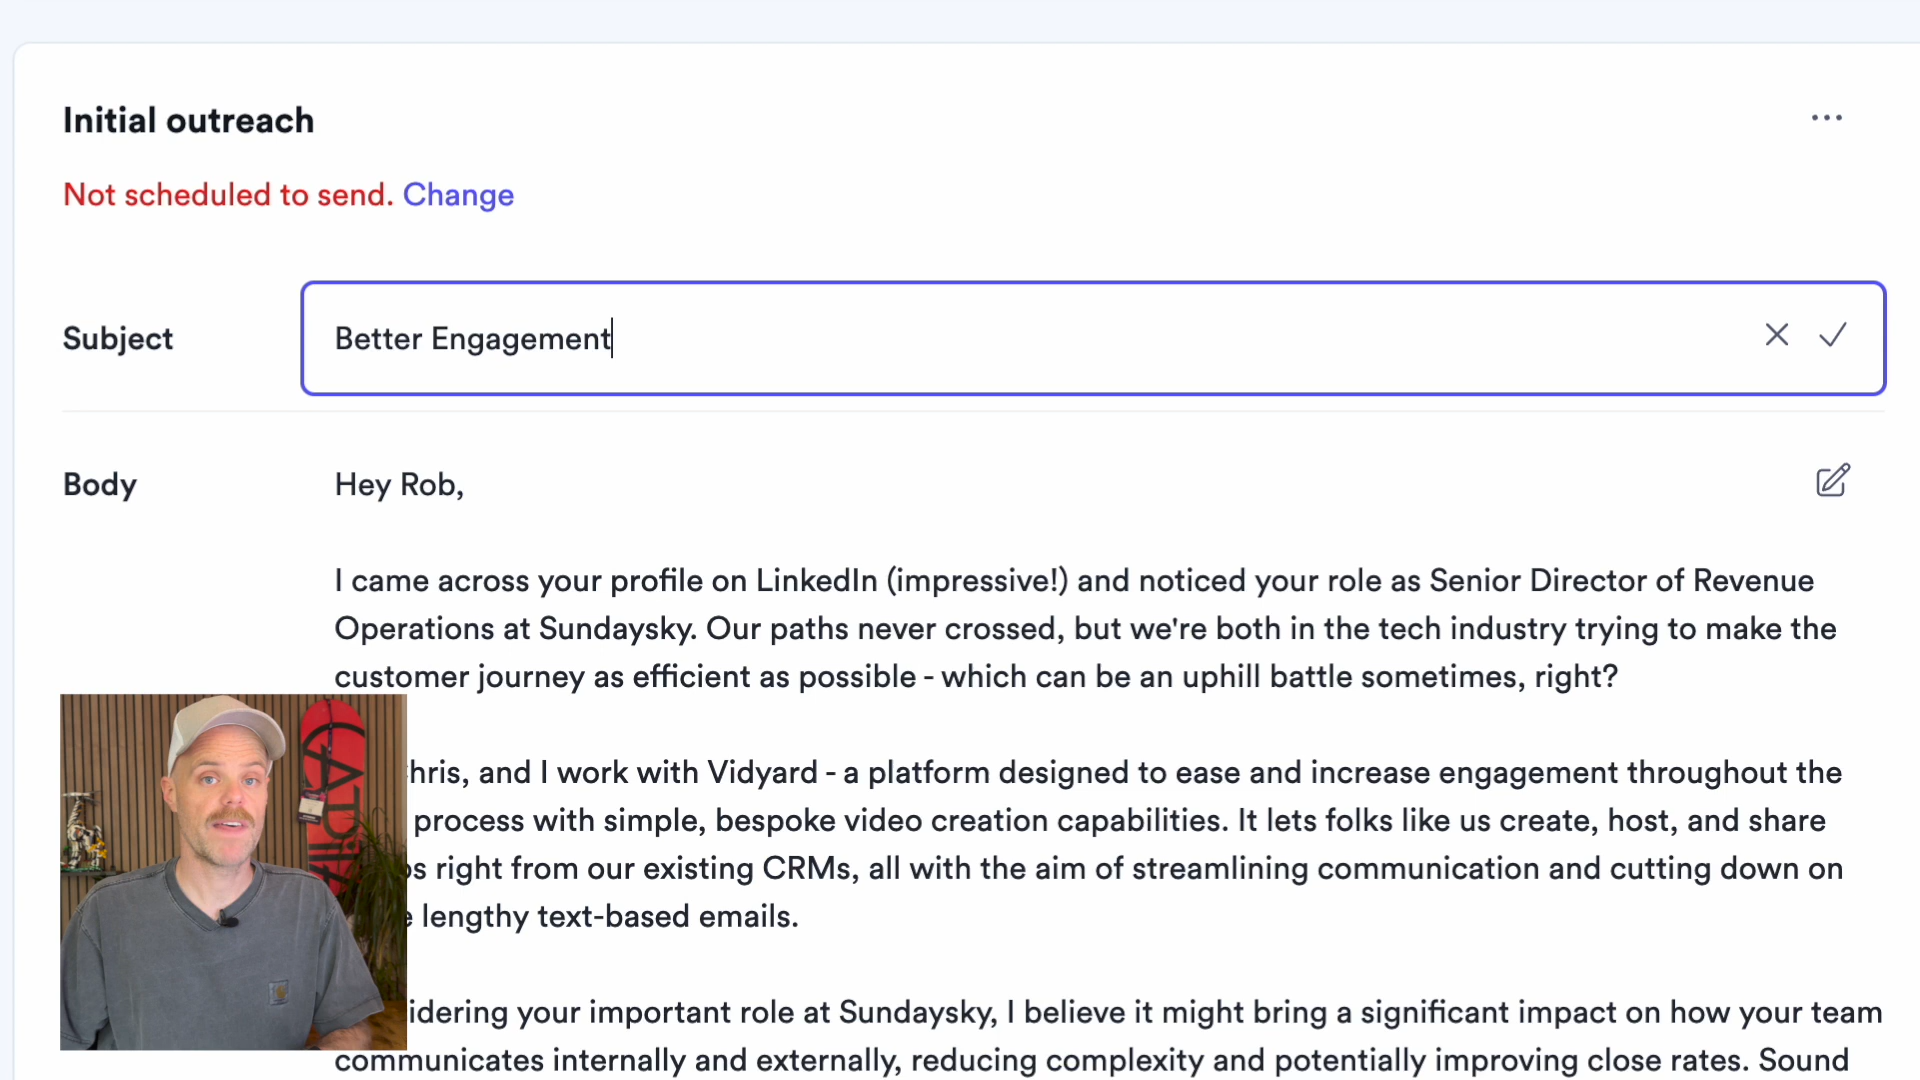 Initial outreach
Not scheduled to send. Change
Subject
Better Engagement
Body
Hey Rob,
I came across your profile on LinkedIn (impressive!) and noticed your role as Senior Director of Revenue
Operations at Sundaysky. Our paths never crossed, but we're both in the tech industry trying to make the
customer journey as efficient as possible - which can be an uphill battle sometimes, right?
and I work with Vidyard - a platform designed to ease and increase engagement throughout the
process with simple, bespoke video creation capabilities. It lets folks like us create, host, and share
right from our existing CRMs, all with the aim of streamlining communication and cutting down on
lengthy text-based emails.
your important role at Sundaysky, I believe it might bring a significant impact on how your team
communicates internally and externally, reducing complexity and potentially improving close rates. Sound